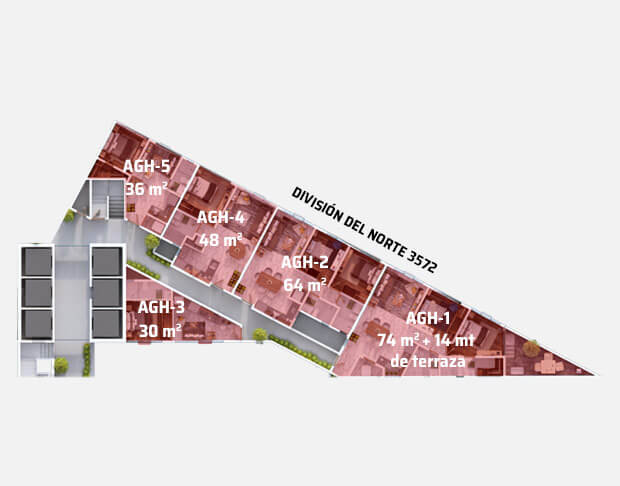 AGH-5
36 m²
AGH-4
48 m²
DIVISIÓN DEL NORTE 3572
AGH-2
64 m²
AGH-3
30 m²
AGH-1
74 m² + 14 mt
de terraza